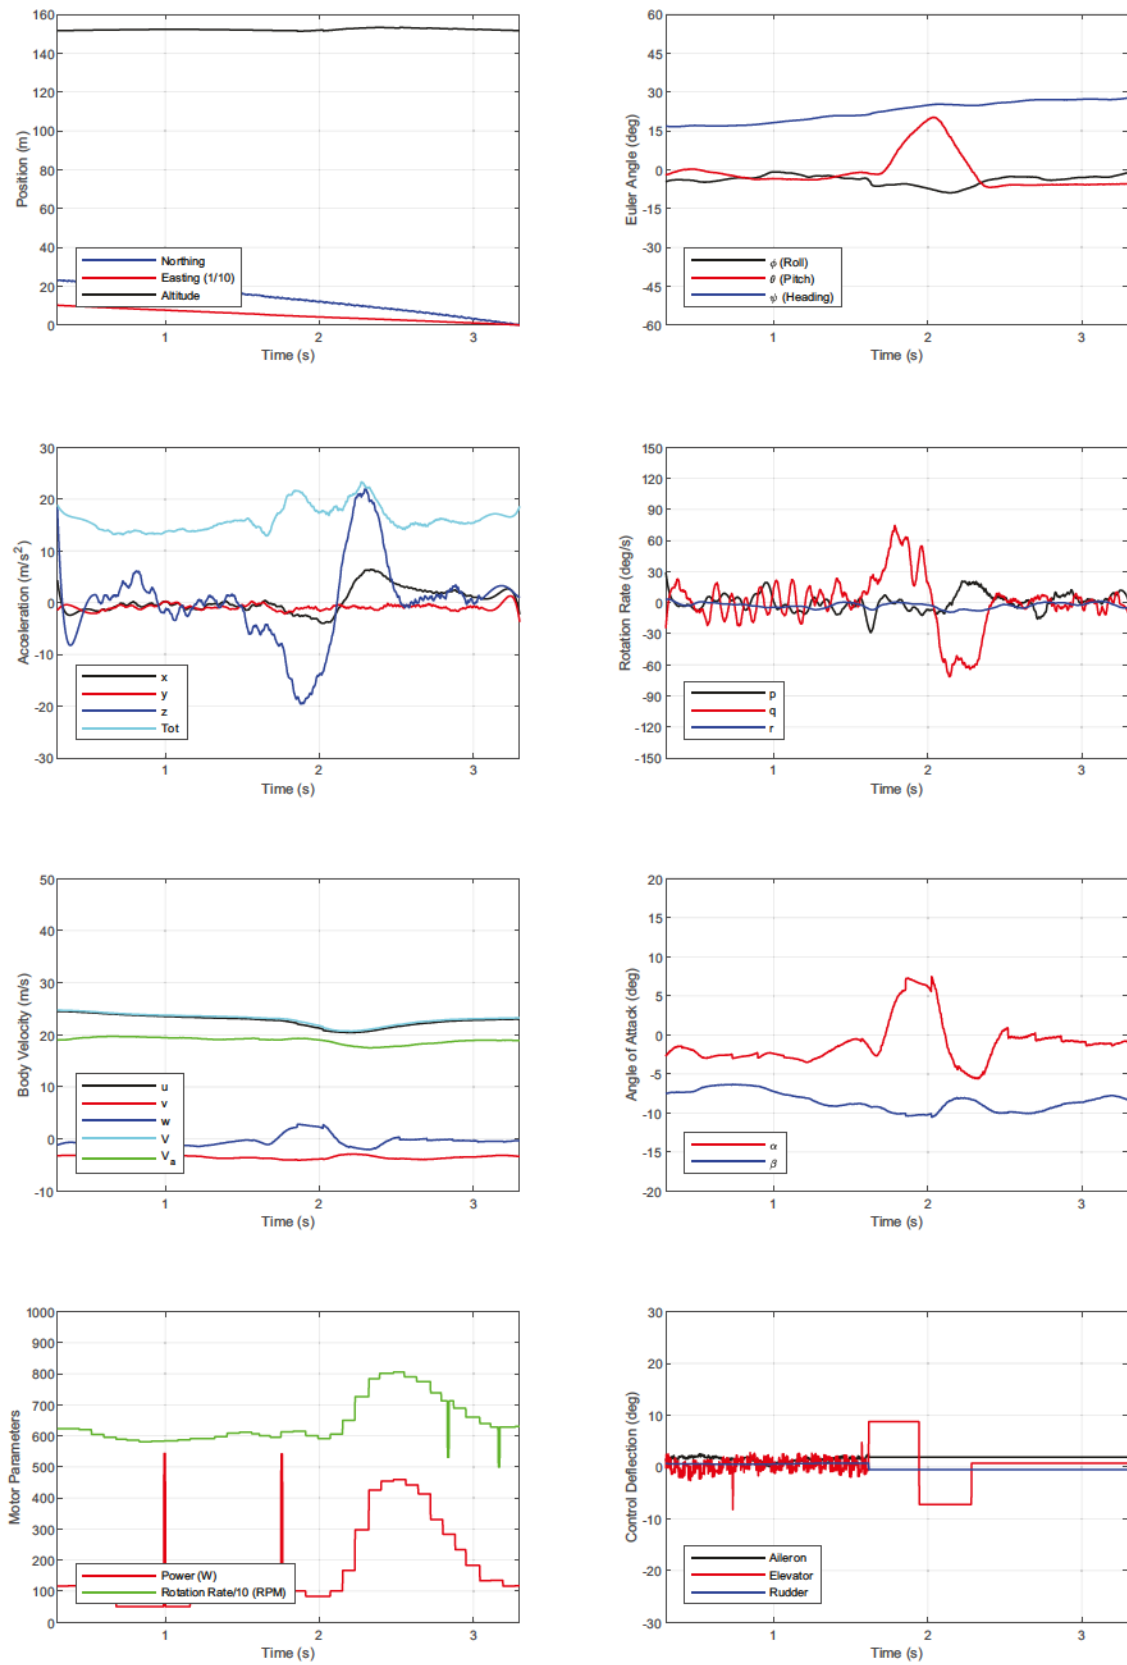 160
140
120
100
80
60
40
20
0
Position (m)
Northing
Easting (1/10)
Altitude
1 2 3
Time (s)
60
45
30
15
0
-15
-30
-45
-60
Euler Angle (deg)
ϕ (Roll)
θ (Pitch)
ψ (Heading)
1 2 3
Time (s)
30
20
10
0
-10
-20
-30
Acceleration (m/s²)
x
y
z
Tot
1 2 3
Time (s)
150
120
90
60
30
0
-30
-60
-90
-120
-150
Rotation Rate (deg/s)
p
q
r
1 2 3
Time (s)
50
40
30
20
10
0
-10
Body Velocity (m/s)
u
v
w
V
Vₐ
1 2 3
Time (s)
20
15
10
5
0
-5
-10
-15
-20
Angle of Attack (deg)
α
β
1 2 3
Time (s)
1000
900
800
700
600
500
400
300
200
100
0
Motor Parameters
Power (W)
Rotation Rate/10 (RPM)
1 2 3
Time (s)
30
20
10
0
-10
-20
-30
Control Deflection (deg)
Aileron
Elevator
Rudder
1 2 3
Time (s)